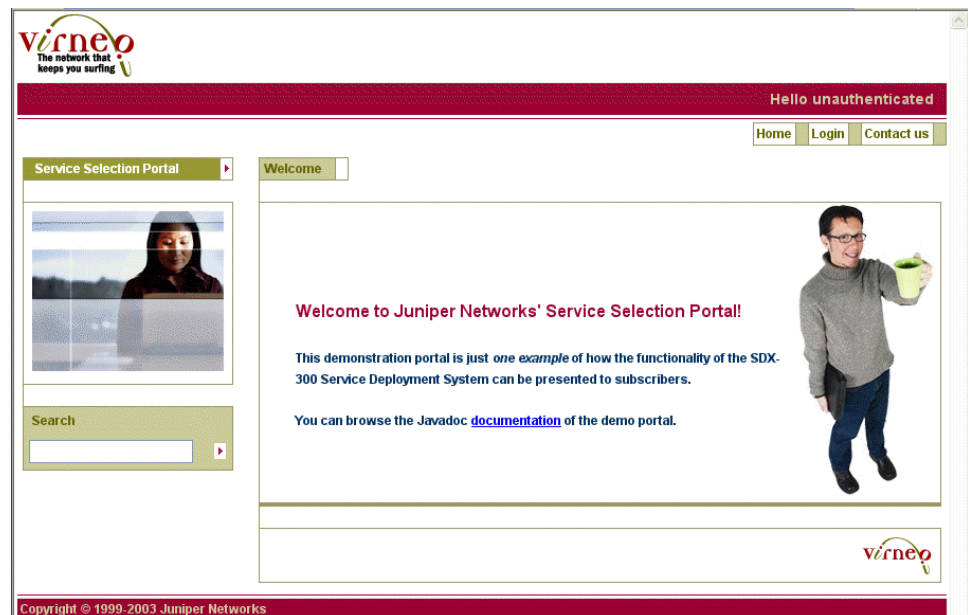 Virneo
The network that
keeps you surfing
Hello unauthenticated
Home
Login
Contact us
Service Selection Portal
Welcome
Welcome to Juniper Networks' Service Selection Portal!
This demonstration portal is just one example of how the functionality of the SDX-
300 Service Deployment System can be presented to subscribers.
You can browse the Javadoc documentation of the demo portal.
Search
Virneo
Copyright © 1999-2003 Juniper Networks